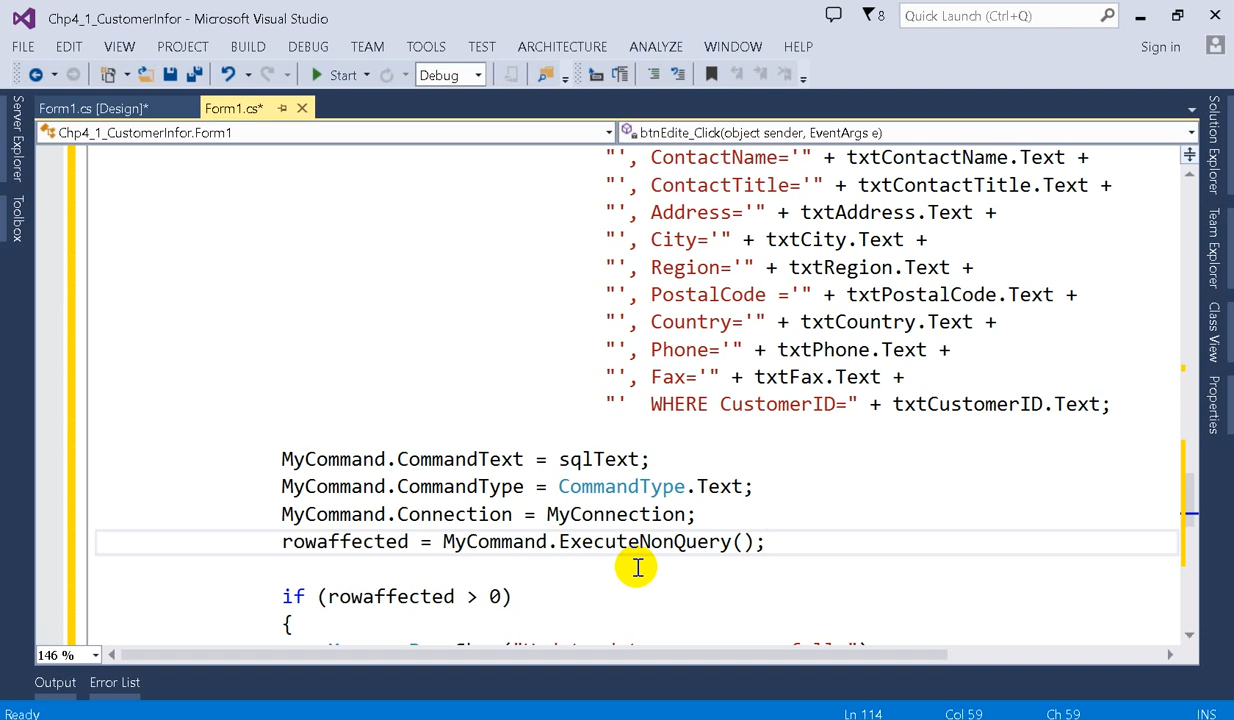 Chp4_1_CustomerInfor - Microsoft Visual Studio
8
Quick Launch (Ctrl+Q)
FILE EDIT VIEW PROJECT BUILD DEBUG TEAM TOOLS TEST ARCHITECTURE ANALYZE WINDOW HELP Sign in
Start Debug
Form1.cs [Design]* Form1.cs*
Chp4_1_CustomerInfor.Form1 btnEdite_Click(object sender, EventArgs e)
Server Explorer
Toolbox
"', ContactName='" + txtContactName.Text +
"', ContactTitle='" + txtContactTitle.Text +
"', Address='" + txtAddress.Text +
"', City='" + txtCity.Text +
"', Region='" + txtRegion.Text +
"', PostalCode ='" + txtPostalCode.Text +
"', Country='" + txtCountry.Text +
"', Phone='" + txtPhone.Text +
"', Fax='" + txtFax.Text +
"'  WHERE CustomerID=" + txtCustomerID.Text;
MyCommand.CommandText = sqlText;
MyCommand.CommandType = CommandType.Text;
MyCommand.Connection = MyConnection;
rowaffected = MyCommand.ExecuteNonQuery();
if (rowaffected > 0)
{
Solution Explorer
Team Explorer
Class View
Properties
146 %
Output Error List
Ready Ln 114 Col 59 Ch 59 INS